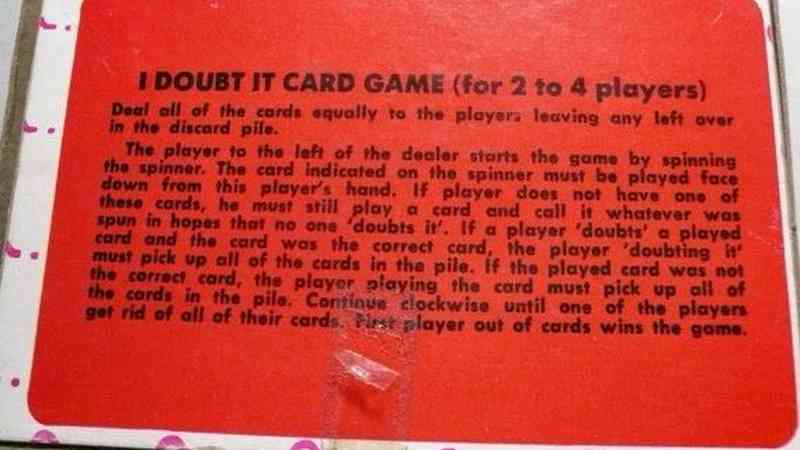 I DOUBT IT CARD GAME (for 2 to 4 players)
Deal all of the cards equally to the players leaving any left over
in the discard pile.
The player to the left of the dealer starts the game by spinning
the spinner. The card indicated on the spinner must be played face
down from this player's hand. If player does not have one of
these cards, he must still play a card and call it whatever was
spun in hopes that no one 'doubts it'. If a player 'doubts' a played
card and the card was the correct card, the player 'doubting it'
must pick up all of the cards in the pile. If the played card was not
the correct card, the player playing the card must pick up all of
the cards in the pile. Continue clockwise until one of the players
get rid of all of their cards. First player out of cards wins the game.